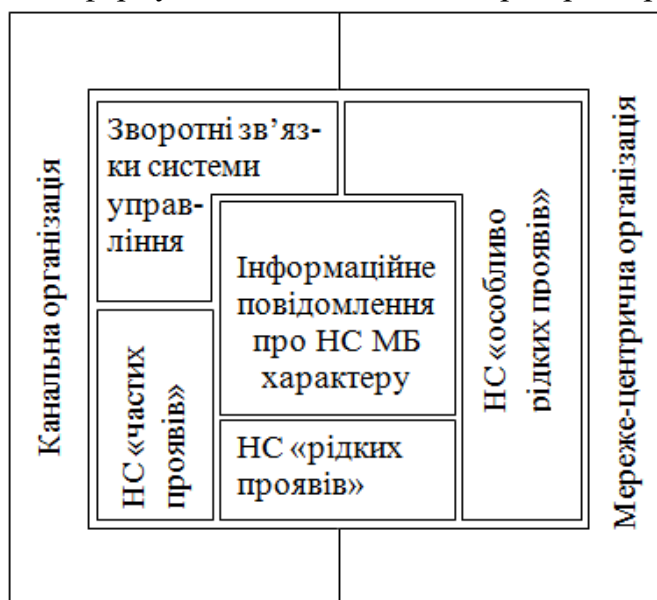 Канальна організація
Зворотні зв’яз-
ки системи
управ-
ління
НС «частих
проявів»
Інформаційне
повідомлення
про НС МБ
характеру
НС «рідких
проявів»
НС «особливо
рідких проявів»
Мереже-центрична організація